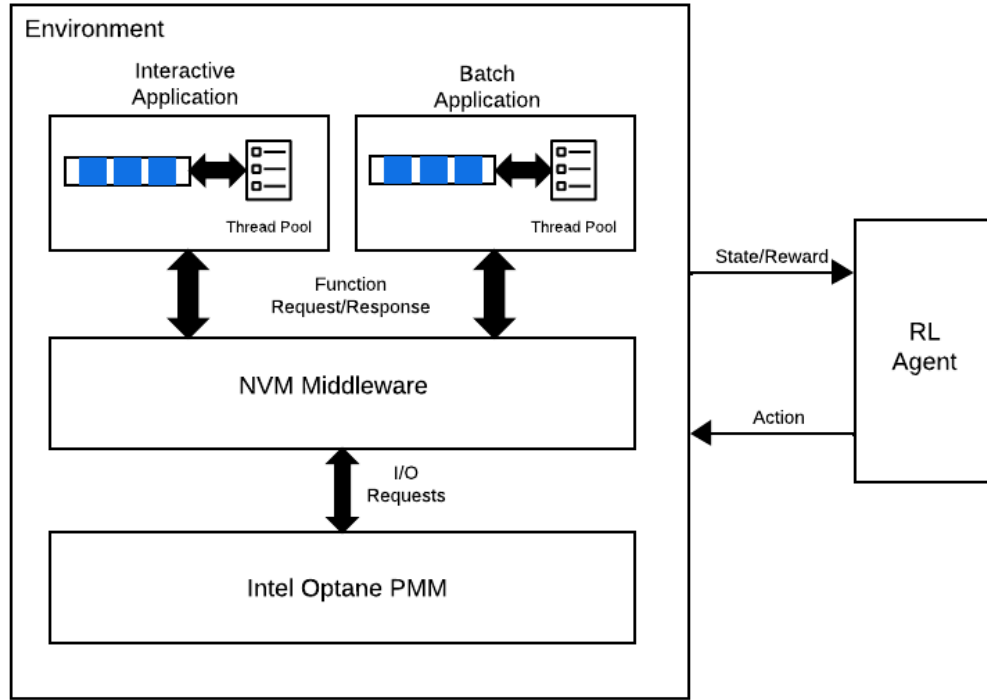 Environment
Interactive
Application
Batch
Application
Thread Pool
Thread Pool
Function
Request/Response
State/Reward
RL
Agent
NVM Middleware
Action
I/O
Requests
Intel Optane PMM